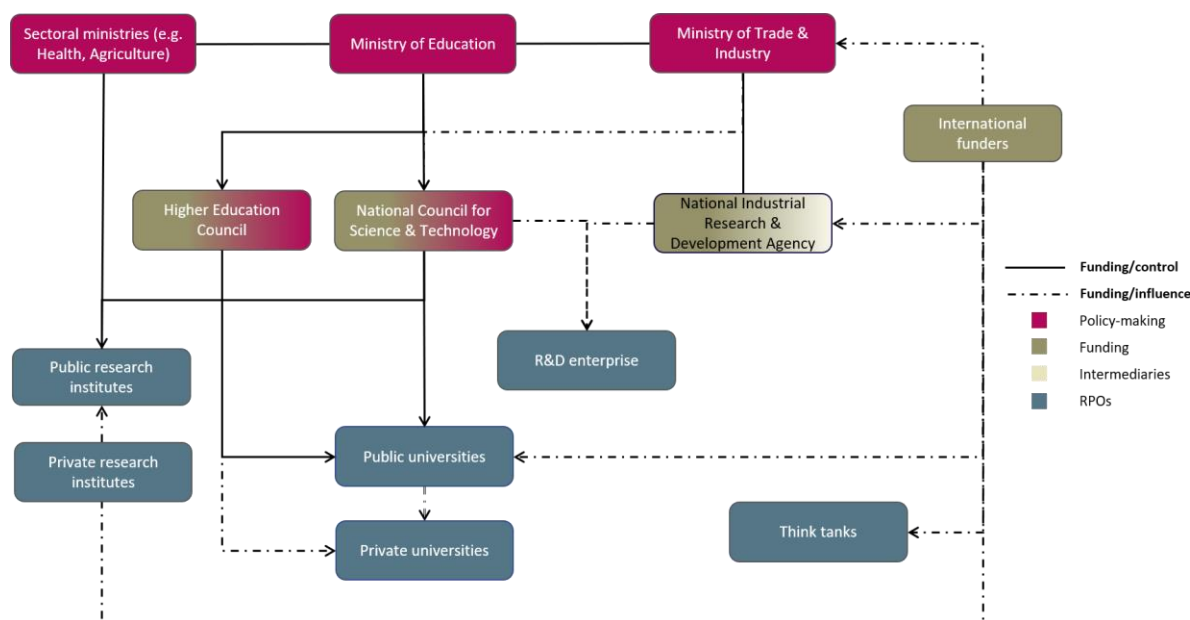 Sectoral ministries (e.g.
Health, Agriculture)
Ministry of Education
Ministry of Trade &
Industry
International
funders
Higher Education
Council
National Council for
Science & Technology
National Industrial
Research &
Development Agency
Funding/control
Funding/influence
Policy-making
Funding
Intermediaries
RPOs
R&D enterprise
Public research
institutes
Private research
institutes
Public universities
Think tanks
Private universities